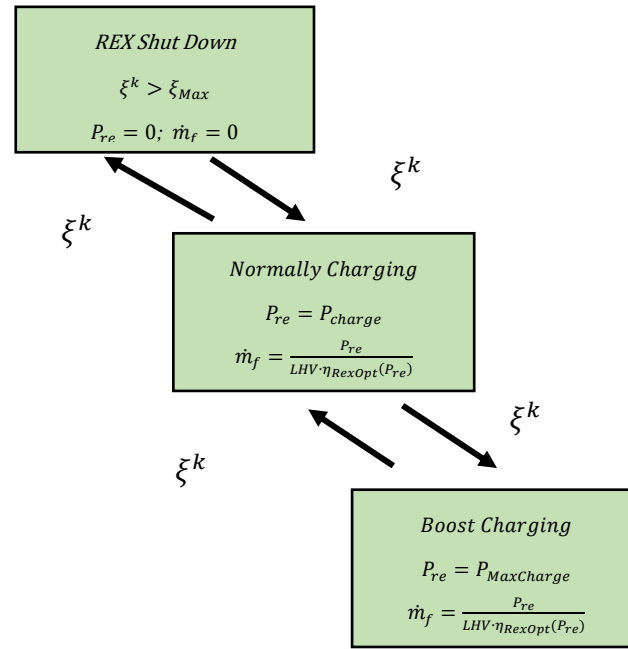 REX Shut Down
ξ^k > ξ_Max
P_re = 0; ṁ_f = 0
ξ^k
ξ^k
Normally Charging
P_re = P_charge
ṁ_f = P_re / LHV·η_RexOpt(P_re)
ξ^k
ξ^k
Boost Charging
P_re = P_MaxCharge
ṁ_f = P_re / LHV·η_RexOpt(P_re)